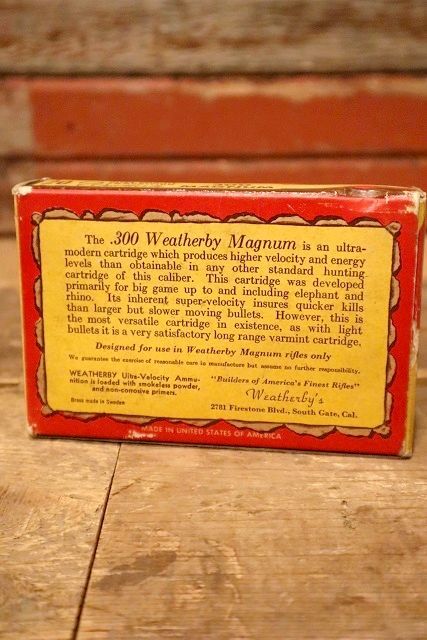 The .300 Weatherby Magnum is an ultra-
modern cartridge which produces higher velocity and energy
levels than obtainable in any other standard hunting
cartridge of this caliber. This cartridge was developed
primarily for big game up to and including elephant and
rhino. Its inherent super-velocity insures quicker kills
than larger but slower moving bullets. However, this is
the most versatile cartridge in existence, as with light
bullets it is a very satisfactory long range varmint cartridge.
Designed for use in Weatherby Magnum rifles only
We guarantee the exercise of reasonable care in manufacture but assume no further responsibility.
WEATHERBY Ultra-Velocity Ammu-
nition is loaded with smokeless powder,
and non-corrosive primers.
Brass made in Sweden
"Builders of America's Finest Rifles"
Weatherby's
2781 Firestone Blvd., South Gate, Cal.
MADE IN UNITED STATES OF AMERICA